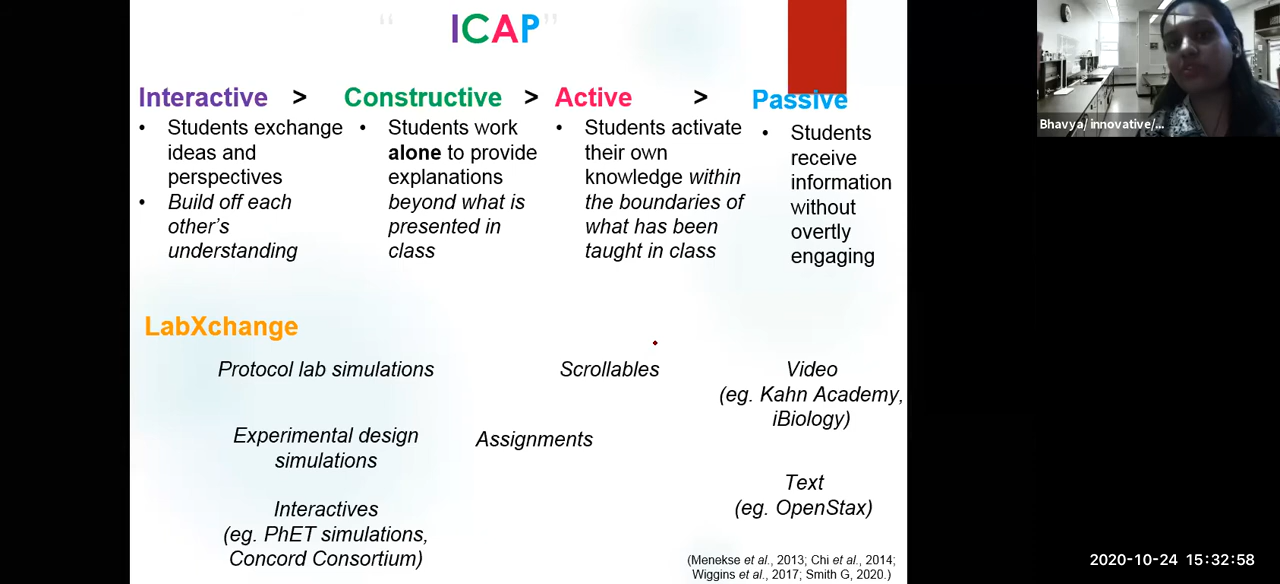 “ICAP”
Interactive > Constructive > Active > Passive
• Students exchange
ideas and
perspectives
• Build off each
other’s
understanding
• Students work
alone to provide
explanations
beyond what is
presented in
class
• Students activate
their own
knowledge within
the boundaries of
what has been
taught in class
• Students
receive
information
without
overtly
engaging
LabXchange
Protocol lab simulations
Experimental design
simulations
Interactives
(eg. PhET simulations,
Concord Consortium)
Scrollables
Assignments
Video
(eg. Kahn Academy,
iBiology)
Text
(eg. OpenStax)
(Menekse et al., 2013; Chi et al., 2014;
Wiggins et al., 2017; Smith G, 2020.)
Bhavya/ innovative/...
2020-10-24 15:32:58